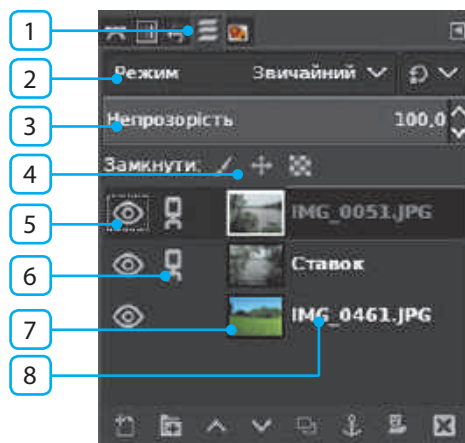 1
2
Режим Звичайний
3
Непрозорість 100,0
4
Замкнути:
5
IMG_0051.JPG
6
Ставок
7
IMG_0461.JPG
8